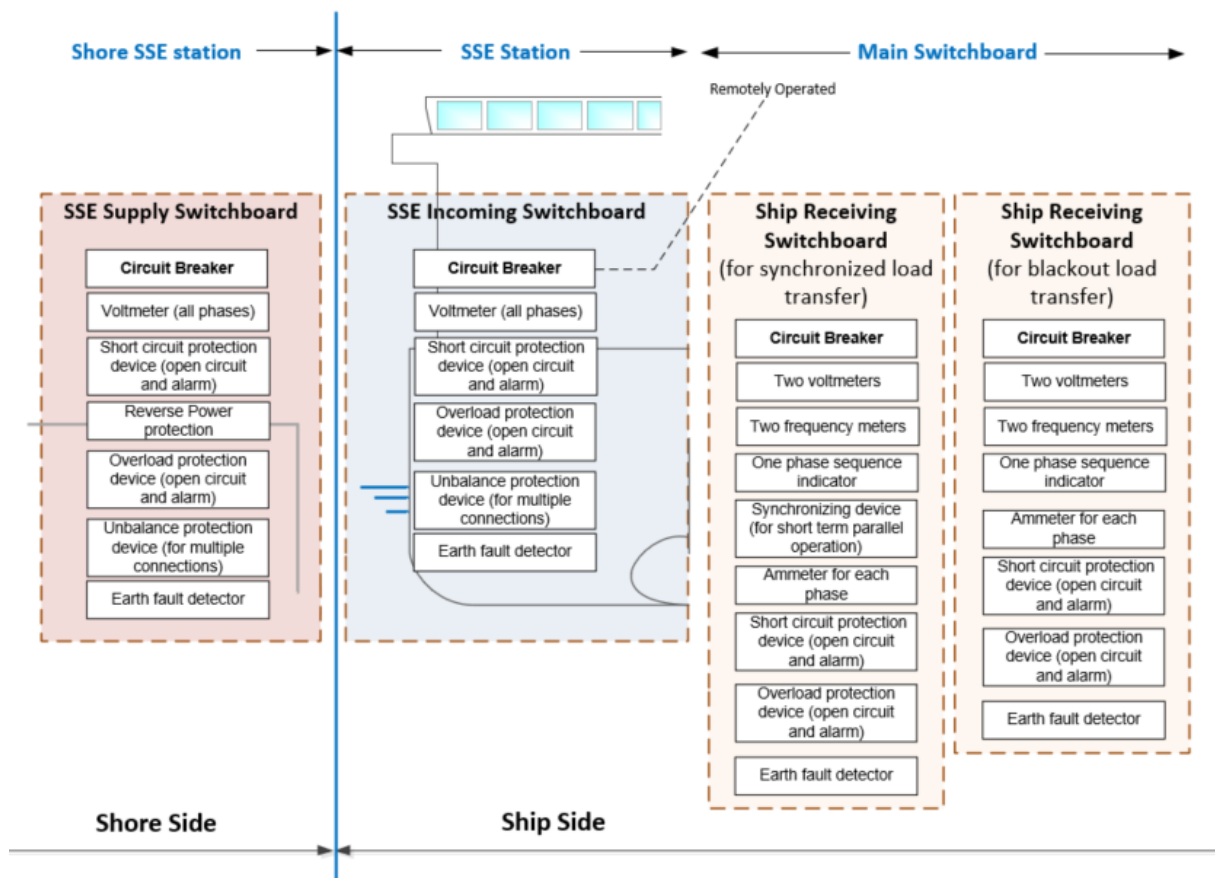 Shore SSE station
SSE Station
Main Switchboard
Remotely Operated
SSE Supply Switchboard
Circuit Breaker
Voltmeter (all phases)
Short circuit protection
device (open circuit
and alarm)
Reverse Power
protection
Overload protection
device (open circuit
and alarm)
Unbalance protection
device (for multiple
connections)
Earth fault detector
SSE Incoming Switchboard
Circuit Breaker
Voltmeter (all phases)
Short circuit protection
device (open circuit
and alarm)
Overload protection
device (open circuit
and alarm)
Unbalance protection
device (for multiple
connections)
Earth fault detector
Ship Receiving
Switchboard
(for synchronized load
transfer)
Circuit Breaker
Two voltmeters
Two frequency meters
One phase sequence
indicator
Synchronizing device
(for short term parallel
operation)
Ammeter for each
phase
Short circuit protection
device (open circuit
and alarm)
Overload protection
device (open circuit
and alarm)
Earth fault detector
Ship Receiving
Switchboard
(for blackout load
transfer)
Circuit Breaker
Two voltmeters
Two frequency meters
One phase sequence
indicator
Ammeter for each
phase
Short circuit protection
device (open circuit
and alarm)
Overload protection
device (open circuit
and alarm)
Earth fault detector
Shore Side
Ship Side